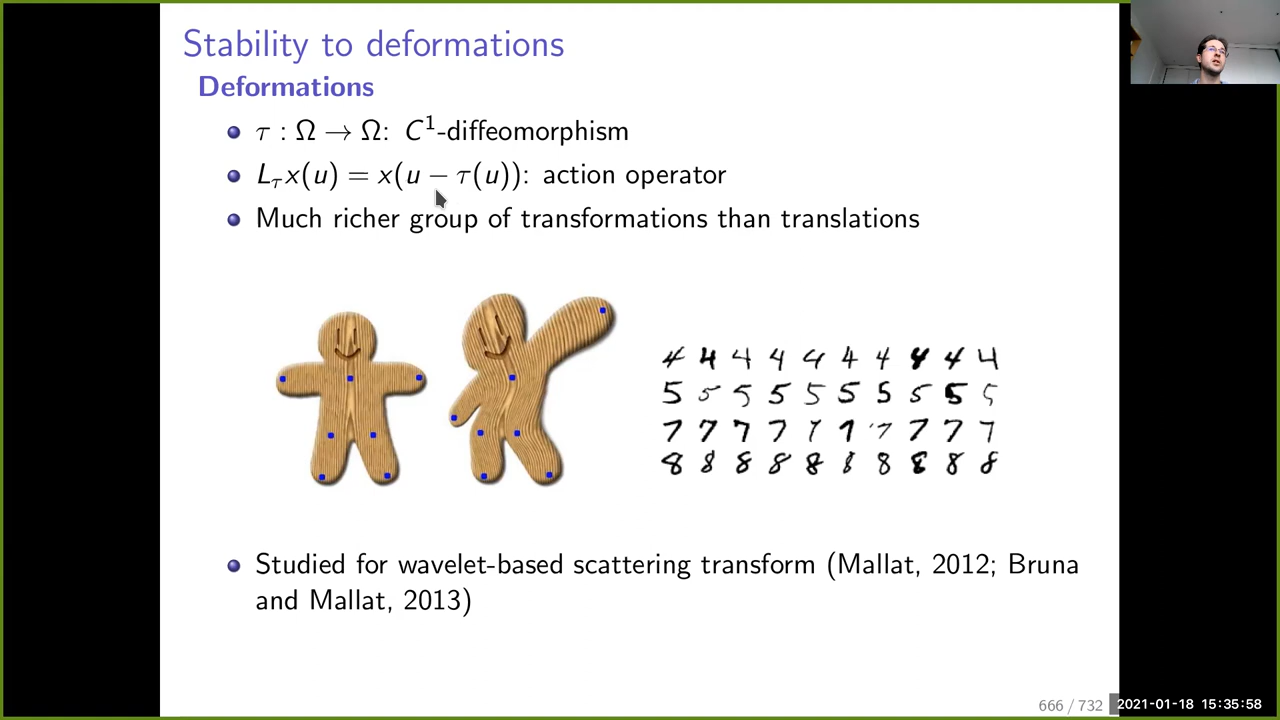 Stability to deformations
Deformations
τ : Ω → Ω: C¹-diffeomorphism
L_τ x(u) = x(u − τ(u)): action operator
Much richer group of transformations than translations
4 4 4 4 4 4 4 4 4 4
5 5 5 5 5 5 5 5 5 5
7 7 7 7 7 7 7 7 7 7
8 8 8 8 8 8 8 8 8 8
Studied for wavelet-based scattering transform (Mallat, 2012; Bruna
and Mallat, 2013)
666 / 732
2021-01-18 15:35:58